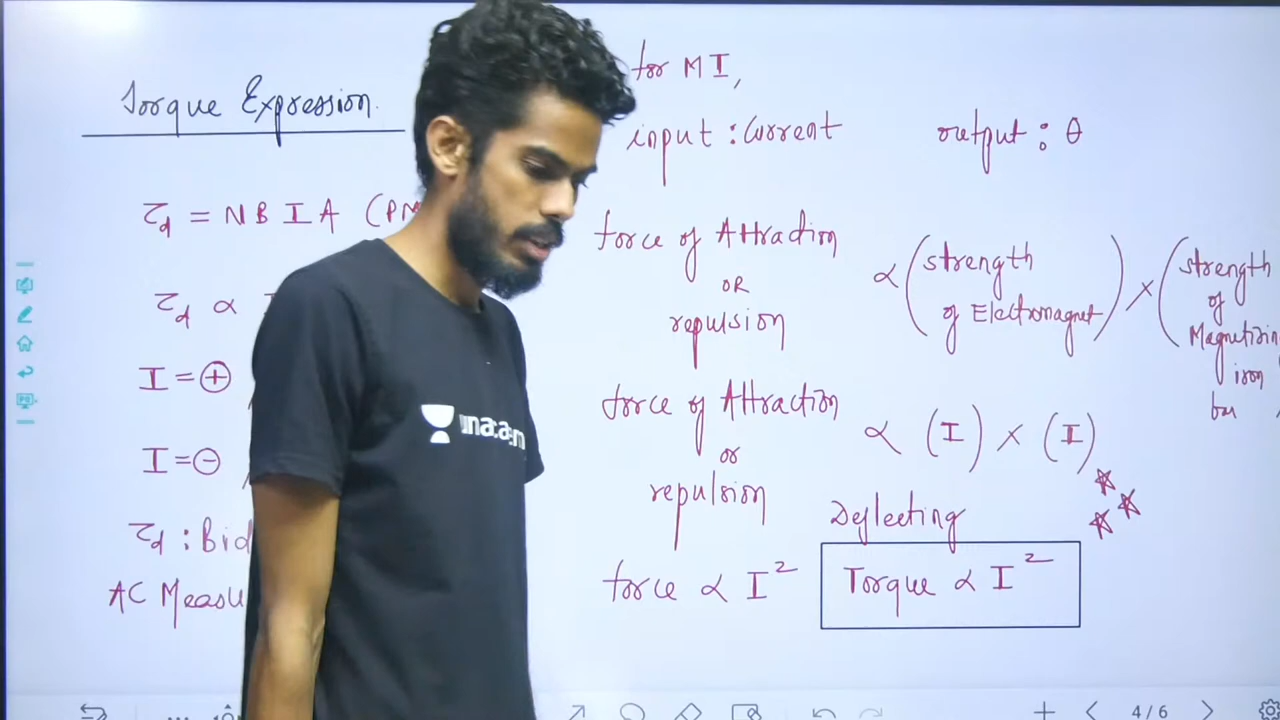 Torque Expression
τd = N B I A (PM
τd ∝
I = ⊕
I = ⊖
τd : Bid
AC Measu
for MI,
input : Current output : θ
force of Attraction
OR
repulsion
∝ (strength of Electromagnet) × (strength of Magnetizin iron bar
force of Attraction
or
repulsion
∝ (I) × (I)
force ∝ I²
Deflecting
Torque ∝ I²
unacadem
4 / 6